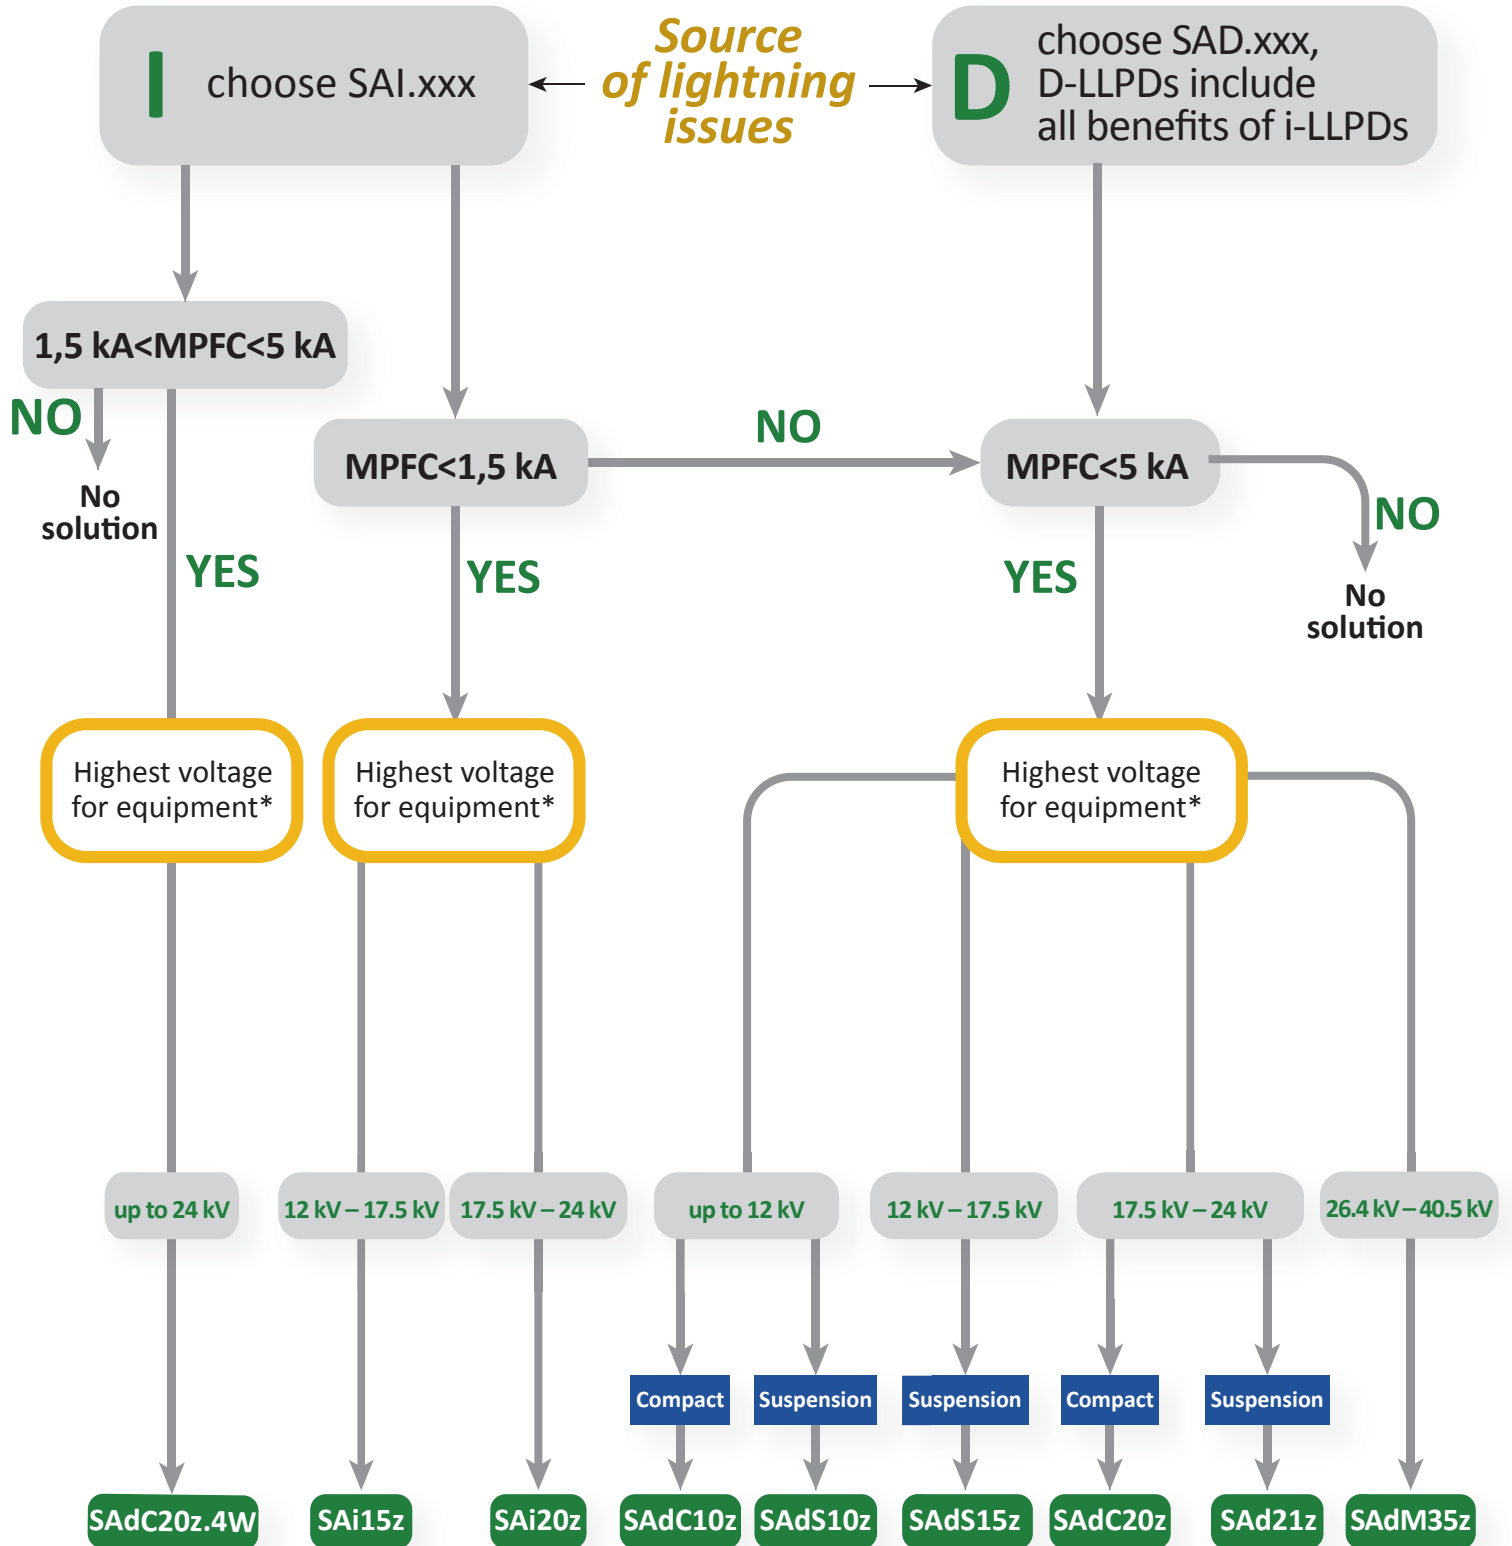 Source
of lightning
issues
I choose SAI.xxx
D
choose SAD.xxx,
D-LLPDs include
all benefits of i-LLPDs
1,5 kA<MPFC<5 kA
NO
No
solution
YES
MPFC<1,5 kA
NO
YES
MPFC<5 kA
NO
No
solution
YES
Highest voltage
for equipment*
Highest voltage
for equipment*
Highest voltage
for equipment*
up to 24 kV
12 kV – 17.5 kV
17.5 kV – 24 kV
up to 12 kV
12 kV – 17.5 kV
17.5 kV – 24 kV
26.4 kV – 40.5 kV
Compact
Suspension
Suspension
Compact
Suspension
SAdC20z.4W
SAi15z
SAi20z
SAdC10z
SAdS10z
SAdS15z
SAdC20z
SAd21z
SAdM35z